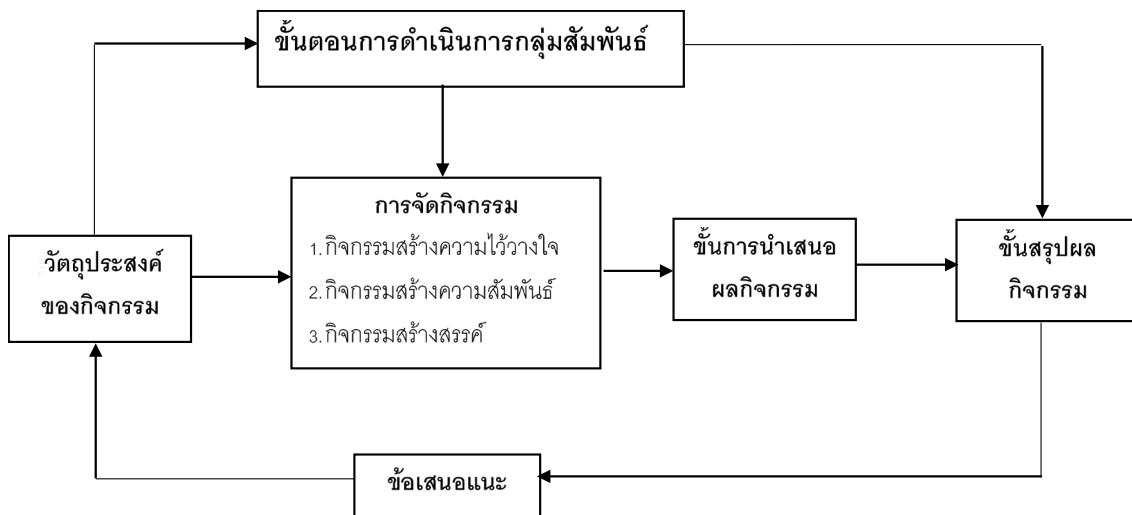 ขั้นตอนการดำเนินการกลุ่มสัมพันธ์
วัตถุประสงค์
ของกิจกรรม
การจัดกิจกรรม
1.กิจกรรมสร้างความไว้วางใจ
2.กิจกรรมสร้างความสัมพันธ์
3.กิจกรรมสร้างสรรค์
ขั้นการนำเสนอ
ผลกิจกรรม
ขั้นสรุปผล
กิจกรรม
ข้อเสนอแนะ